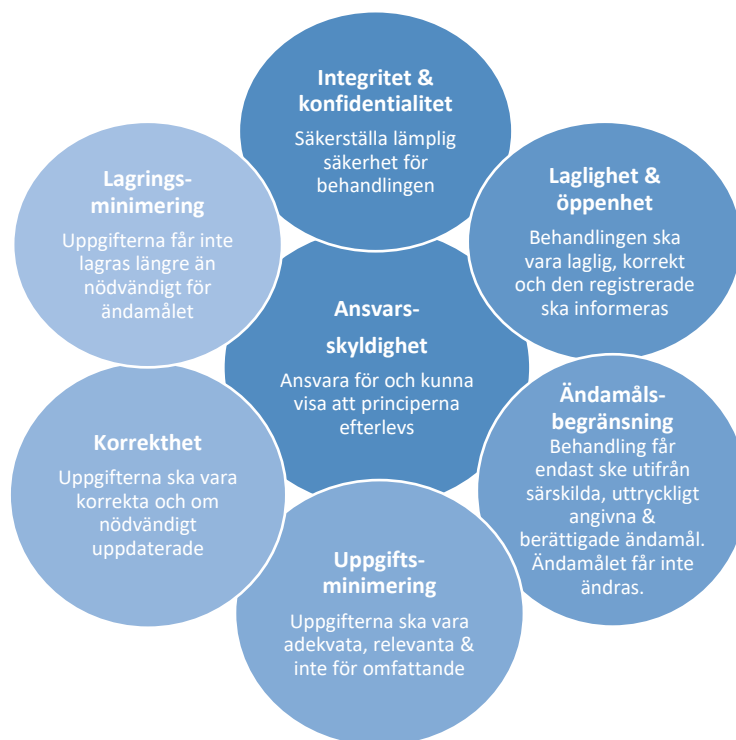 Integritet &
konfidentialitet
Säkerställa lämplig
säkerhet för
behandlingen
Laglighet &
öppenhet
Behandlingen ska
vara laglig, korrekt
och den registrerade
ska informeras
Ändamåls-
begränsning
Behandling får
endast ske utifrån
särskilda, uttryckligt
angivna &
berättigade ändamål.
Ändamålet får inte
ändras.
Uppgifts-
minimering
Uppgifterna ska vara
adekvata, relevanta &
inte för omfattande
Korrekthet
Uppgifterna ska vara
korrekta och om
nödvändigt
uppdaterade
Lagrings-
minimering
Uppgifterna får inte
lagras längre än
nödvändigt för
ändamålet
Ansvars-
skyldighet
Ansvara för och kunna
visa att principerna
efterlevs